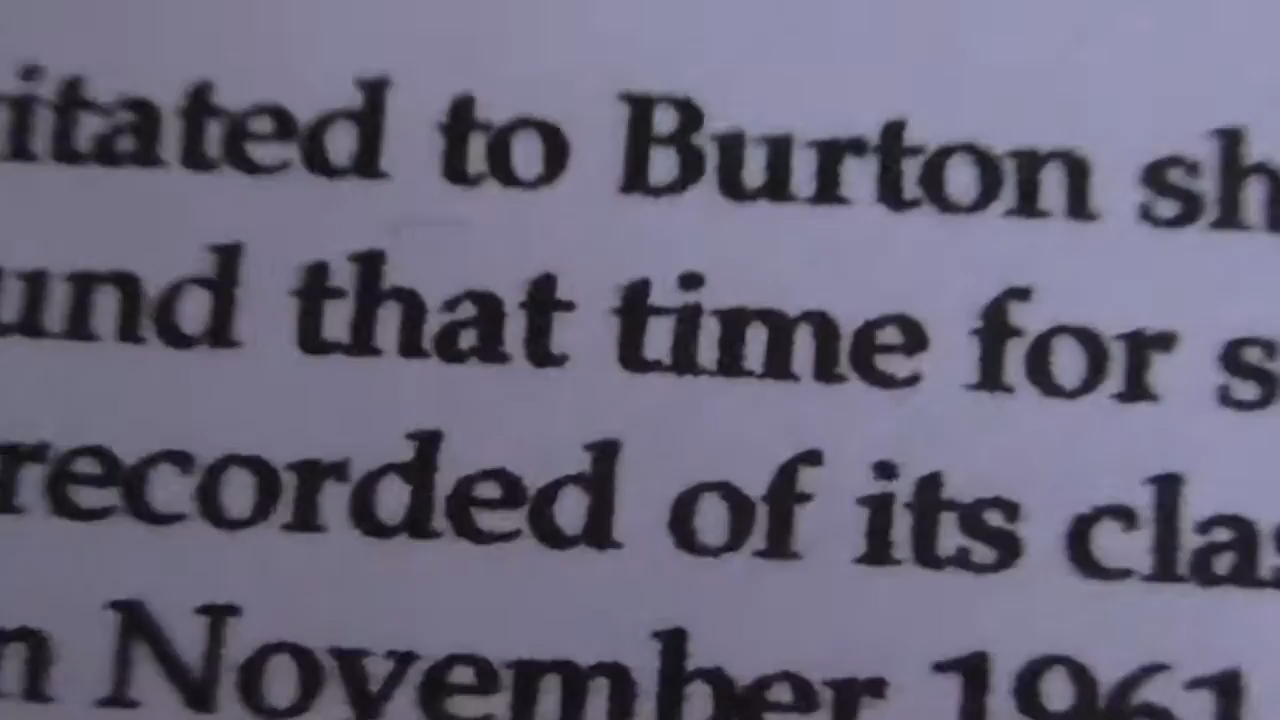 itated to Burton sh
und that time for s
recorded of its clas
n November 1961